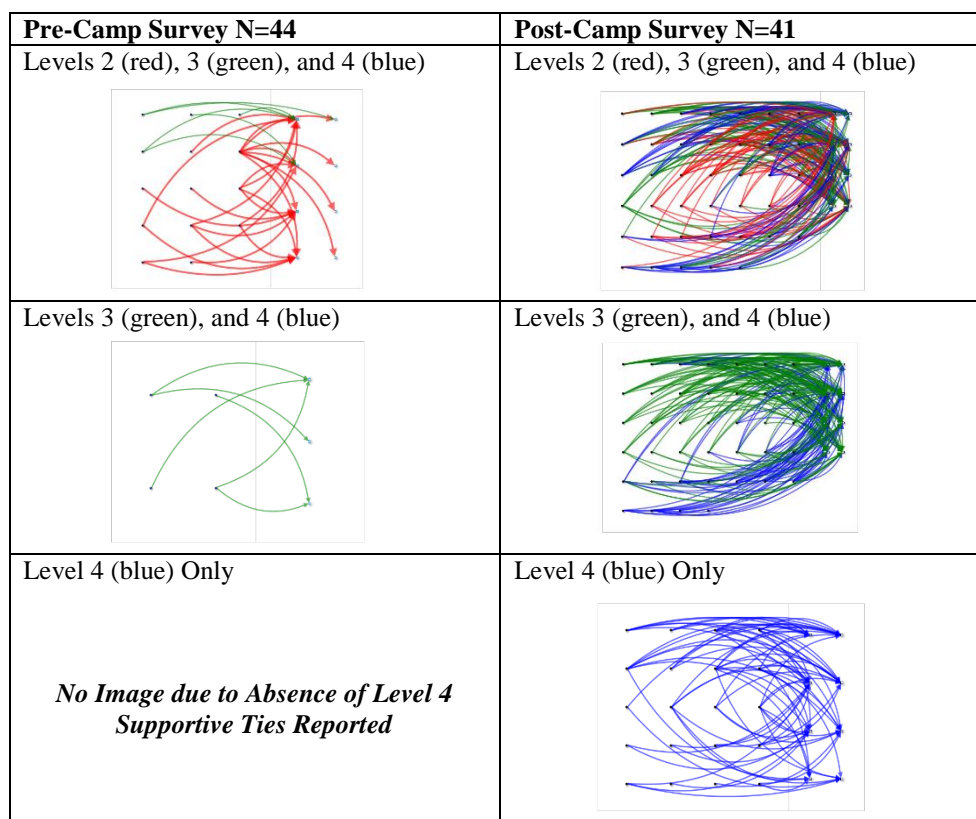 Pre-Camp Survey N=44
Post-Camp Survey N=41
Levels 2 (red), 3 (green), and 4 (blue)
Levels 2 (red), 3 (green), and 4 (blue)
Levels 3 (green), and 4 (blue)
Levels 3 (green), and 4 (blue)
Level 4 (blue) Only
Level 4 (blue) Only
No Image due to Absence of Level 4
Supportive Ties Reported